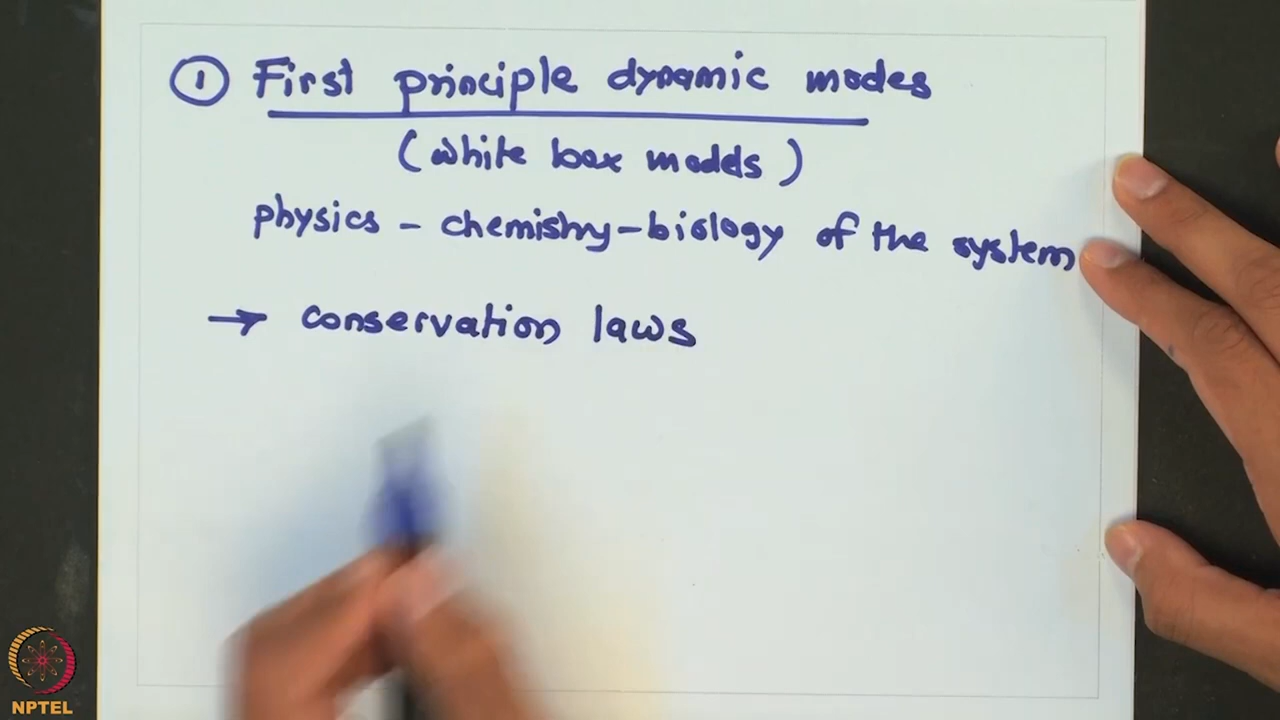 ① First principle dynamic modes
(white box models)
physics - chemistry - biology of the system
→ conservation laws
NPTEL